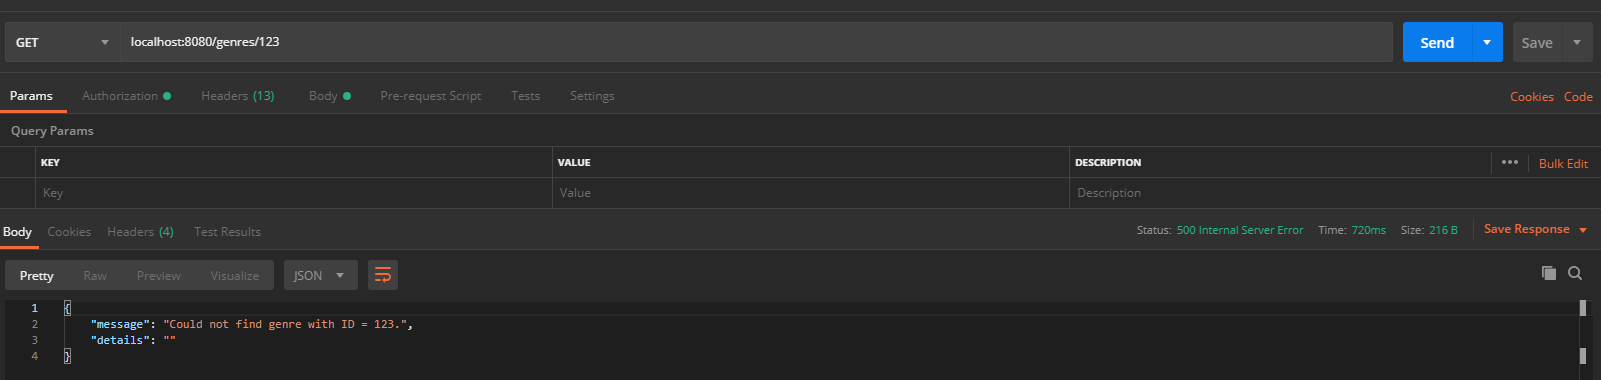 GET localhost:8080/genres/123 Send Save
Params Authorization Headers (13) Body Pre-request Script Tests Settings Cookies Code
Query Params
KEY VALUE DESCRIPTION ••• Bulk Edit
Key Value Description
Body Cookies Headers (4) Test Results Status: 500 Internal Server Error Time: 720ms Size: 216 B Save Response
Pretty Raw Preview Visualize JSON
1 {
2 "message": "Could not find genre with ID = 123.",
3 "details": ""
4 }